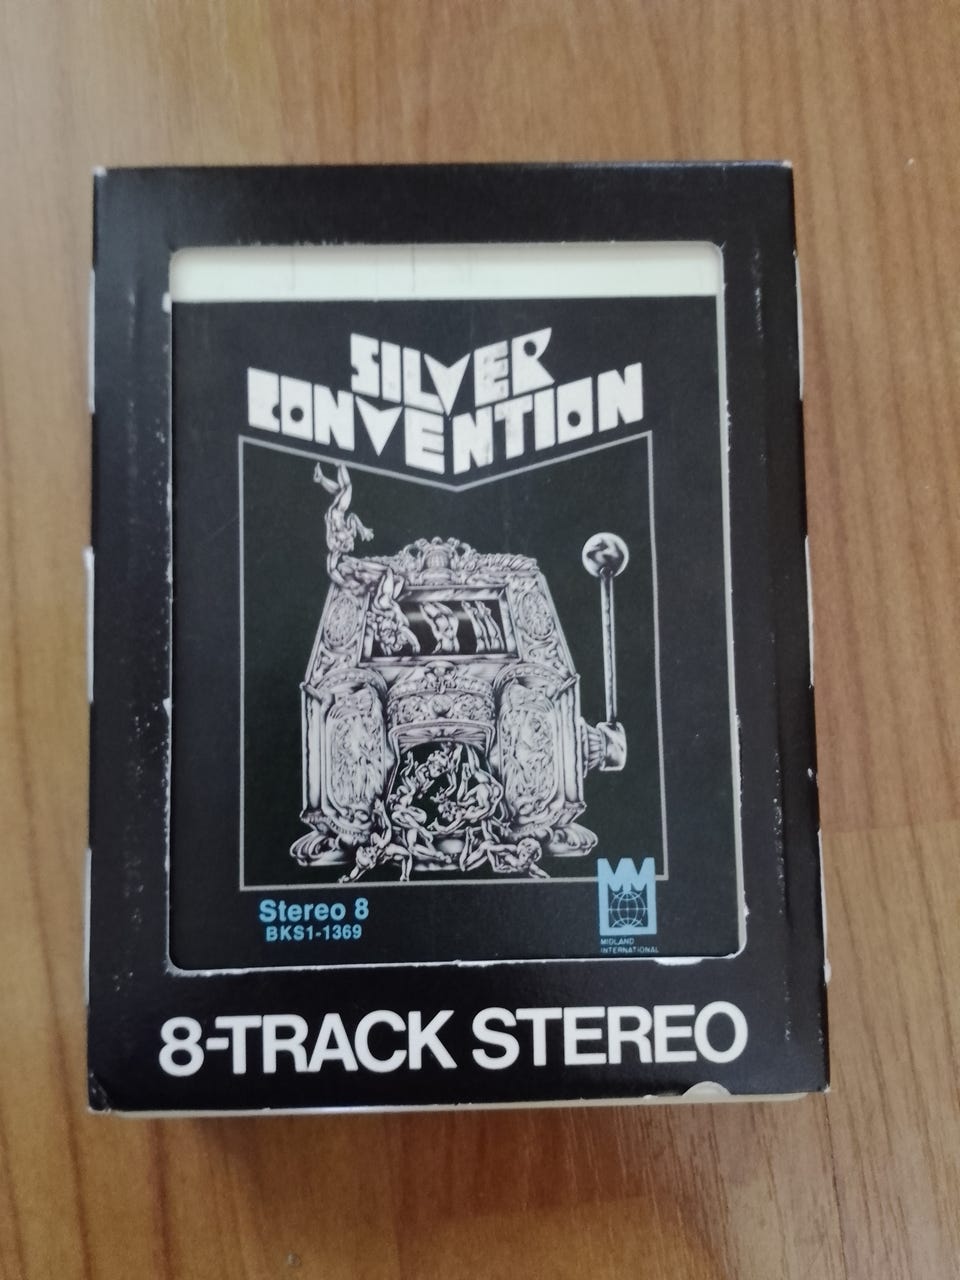 SILVER
CONVENTION
Stereo 8
BKS1-1369
MIDLAND
INTERNATIONAL
8-TRACK STEREO